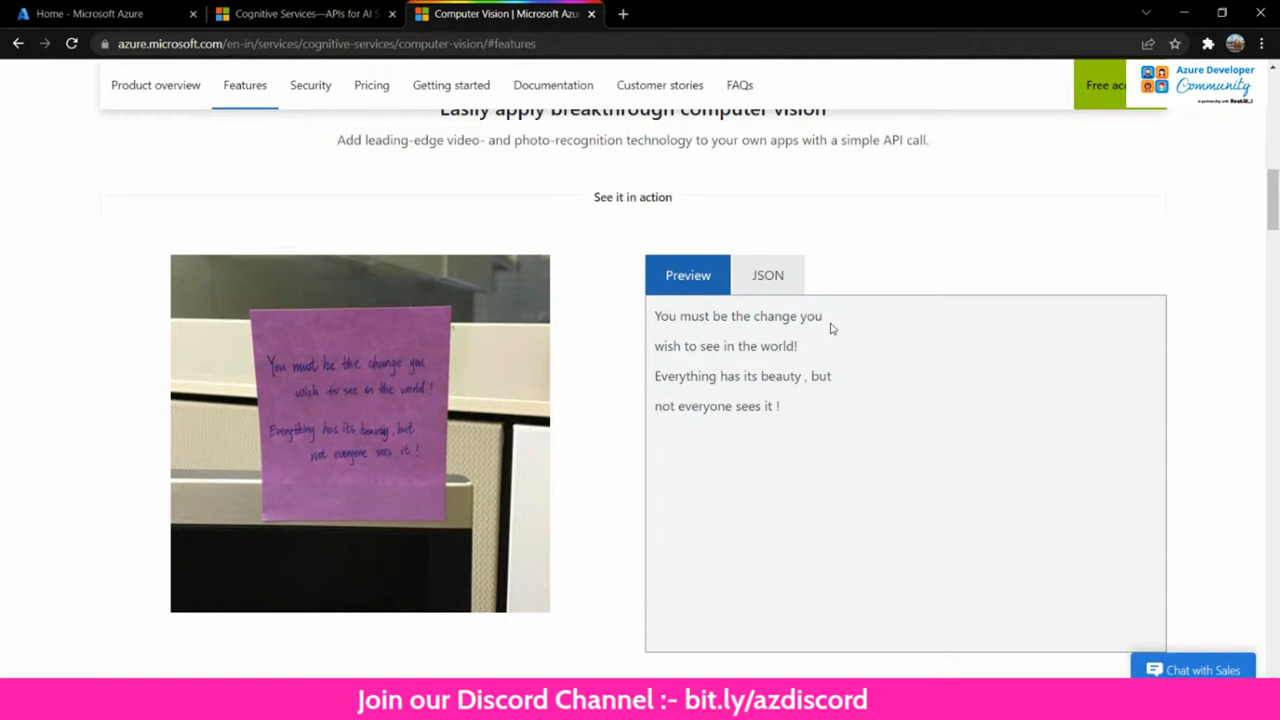 Home - Microsoft Azure
Cognitive Services—APIs for AI S
Computer Vision | Microsoft Azu
azure.microsoft.com/en-in/services/cognitive-services/computer-vision/#features
Product overview
Features
Security
Pricing
Getting started
Documentation
Customer stories
FAQs
Free acc
Azure Developer
Community
Easily apply breakthrough computer vision
Add leading-edge video- and photo-recognition technology to your own apps with a simple API call.
See it in action
You must be the change you
wish to see in the world!
Everything has its beauty, but
not everyone sees it!
Preview
JSON
You must be the change you
wish to see in the world!
Everything has its beauty , but
not everyone sees it !
Chat with Sales
Join our Discord Channel :- bit.ly/azdiscord